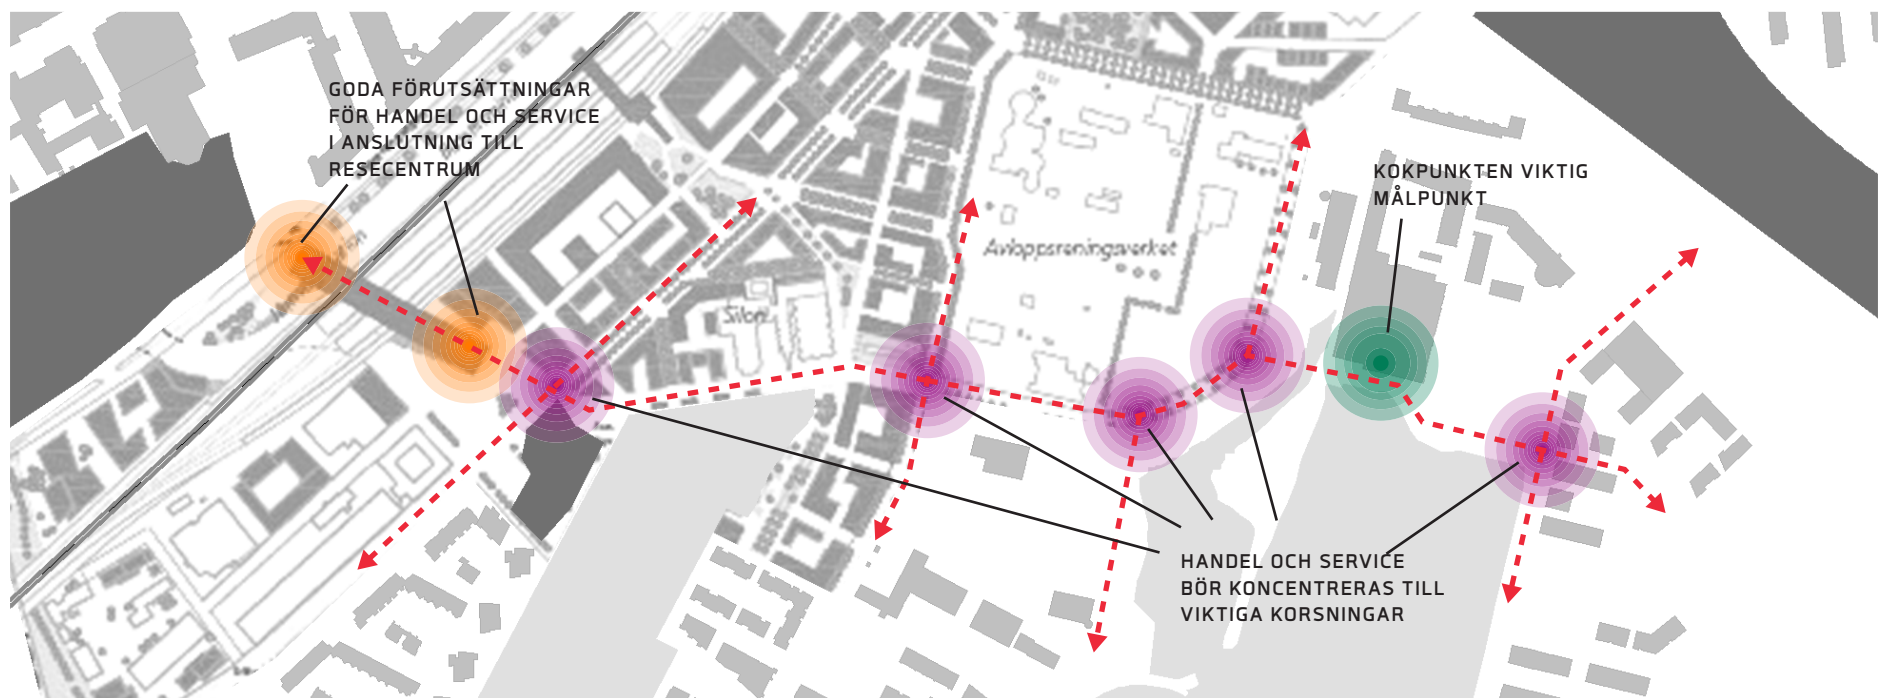 GODA FÖRUTSÄTTNINGAR
FÖR HANDEL OCH SERVICE
I ANSLUTNING TILL
RESECENTRUM
KOKPUNKTEN VIKTIG
MÅLPUNKT
Avloppsreningsverket
HANDEL OCH SERVICE
BÖR KONCENTRERAS TILL
VIKTIGA KORSNINGAR